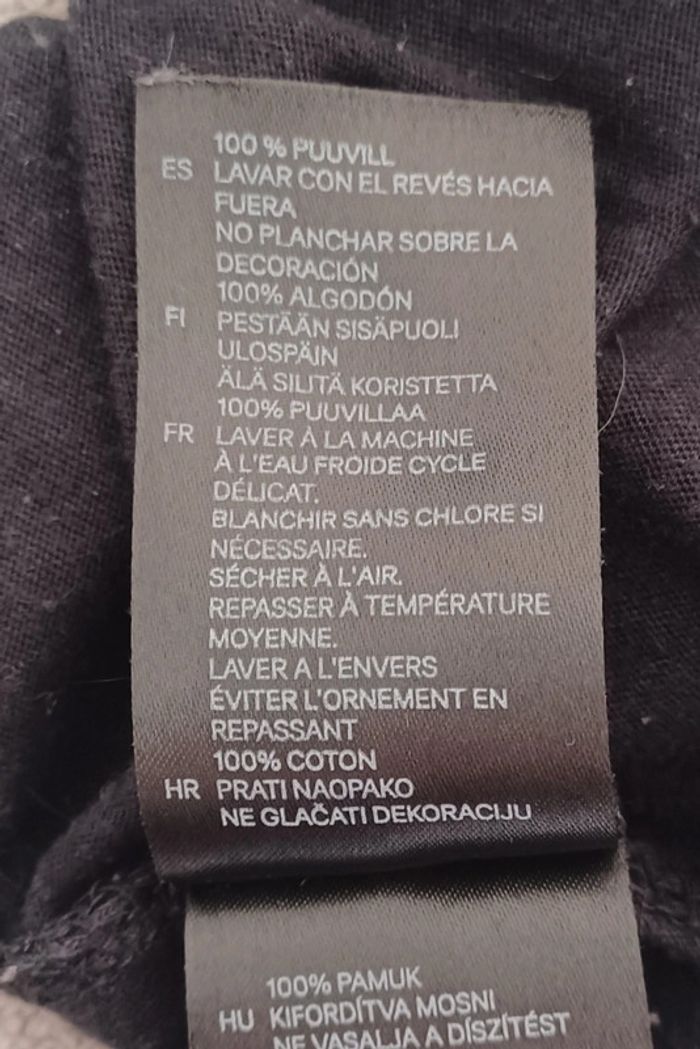 100 % PUUVILL
ES LAVAR CON EL REVÉS HACIA
FUERA
NO PLANCHAR SOBRE LA
DECORACIÓN
100% ALGODÓN
FI PESTÄÄN SISÄPUOLI
ULOSPÄIN
ÄLÄ SILITÄ KORISTETTA
100% PUUVILLAA
FR LAVER À LA MACHINE
À L'EAU FROIDE CYCLE
DÉLICAT.
BLANCHIR SANS CHLORE SI
NÉCESSAIRE.
SÉCHER À L'AIR.
REPASSER À TEMPÉRATURE
MOYENNE.
LAVER A L'ENVERS
ÉVITER L'ORNEMENT EN
REPASSANT
100% COTON
HR PRATI NAOPAKO
NE GLAČATI DEKORACIJU
100% PAMUK
HU KIFORDÍTVA MOSNI
NE VASALJA A DÍSZÍTÉST